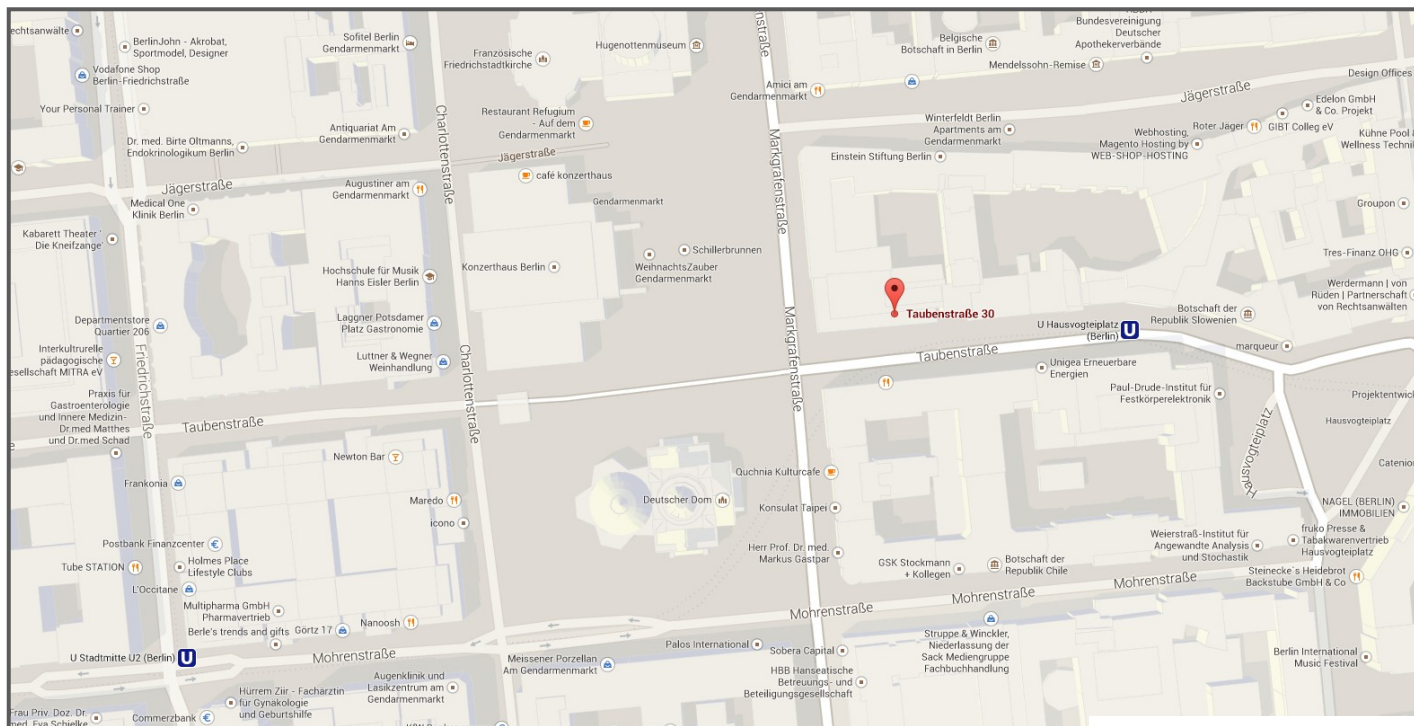 echtsanwälte
BerlinJohn - Akrobat,
Sportmodel, Designer
Vodafone Shop
Berlin-Friedrichstraße
Your Personal Trainer
Dr. med. Birte Oltmanns,
Endokrinologikum Berlin
Jägerstraße
Medical One
Klinik Berlin
Kabarett Theater '
Die Kneifzange'
Departmentstore
Quartier 206
Interkulturelle
pädagogische
esellschaft MITRA eV
Friedrichstraße
Praxis für
Gastroenterologie
und Innere Medizin-
Dr.med Matthes
und Dr.med Schad
Taubenstraße
Frankonia
Postbank Finanzcenter
Tube STATION
Holmes Place
Lifestyle Clubs
L'Occitane
Multipharma GmbH
Pharmavertrieb
Berle's trends and gifts
Görtz 17
Nanoosh
U Stadtmitte U2 (Berlin)
U
Mohrenstraße
Hürrem Ziir - Fachärztin
für Gynäkologie
und Geburtshilfe
Frau Priv. Doz. Dr.
med. Eva Schielke
Commerzbank
Sofitel Berlin
Gendarmenmarkt
Antiquariat Am
Gendarmenmarkt
Augustiner am
Gendarmenmarkt
Charlottenstraße
Hochschule für Musik
Hanns Eisler Berlin
Laggner Potsdamer
Platz Gastronomie
Luttner & Wegner
Weinhandlung
Charlottenstraße
Newton Bar
Maredo
icono
Augenklinik und
Lasikzentrum am
Gendarmenmarkt
Französische
Friedrichstadtkirche
Hugenottenmuseum
Restaurant Refugium
- Auf dem
Gendarmenmarkt
Jägerstraße
café konzerthaus
Gendarmenmarkt
Konzerthaus Berlin
Schillerbrunnen
WeihnachtsZauber
Gendarmenmarkt
Deutscher Dom
Meissener Porzellan
Am Gendarmenmarkt
Palos International
nstraße
Amici am
Gendarmenmarkt
Markgrafenstraße
Markgrafenstraße
Quchnia Kulturcafe
Konsulat Taipei
Herr Prof. Dr. med.
Markus Gastpar
Mohrenstraße
Sobera Capital
HBB Hanseatische
Betreuungs- und
Beteiligungsgesellschaft
Belgische
Botschaft in Berlin
Bundesvereinigung
Deutscher
Apothekerverbände
Mendelssohn-Remise
Design Offices
Jägerstraße
Edelon GmbH
& Co. Projekt
Winterfeldt Berlin
Apartments am
Gendarmenmarkt
Roter Jäger
GIBT Colleg eV
Webhosting,
Magento Hosting by
WEB-SHOP-HOSTING
Kühne Pool &
Wellness Technik
Einstein Stiftung Berlin
Groupon
Tres-Finanz OHG
Werdermann | von
Rüden | Partnerschaft
von Rechtsanwälten
Taubenstraße 30
U Hausvogteiplatz
(Berlin)
U
Botschaft der
Republik Slowenien
marqueur
Taubenstraße
Unigea Erneuerbare
Energien
Paul-Drude-Institut für
Festkörperelektronik
Hausvogteiplatz
Projektentwick
Hausvogteiplatz
Catenion
NAGEL (BERLIN)
IMMOBILIEN
Weierstraß-Institut für
Angewandte Analysis
und Stochastik
fruko Presse &
Tabakwarenvertrieb
Hausvogteiplatz
GSK Stockmann
+ Kollegen
Botschaft der
Republik Chile
Steinecke`s Heidebrot
Backstube GmbH & Co
Mohrenstraße
Mohrenstraße
Struppe & Winckler,
Niederlassung der
Sack Mediengruppe
Fachbuchhandlung
Berlin International
Music Festival